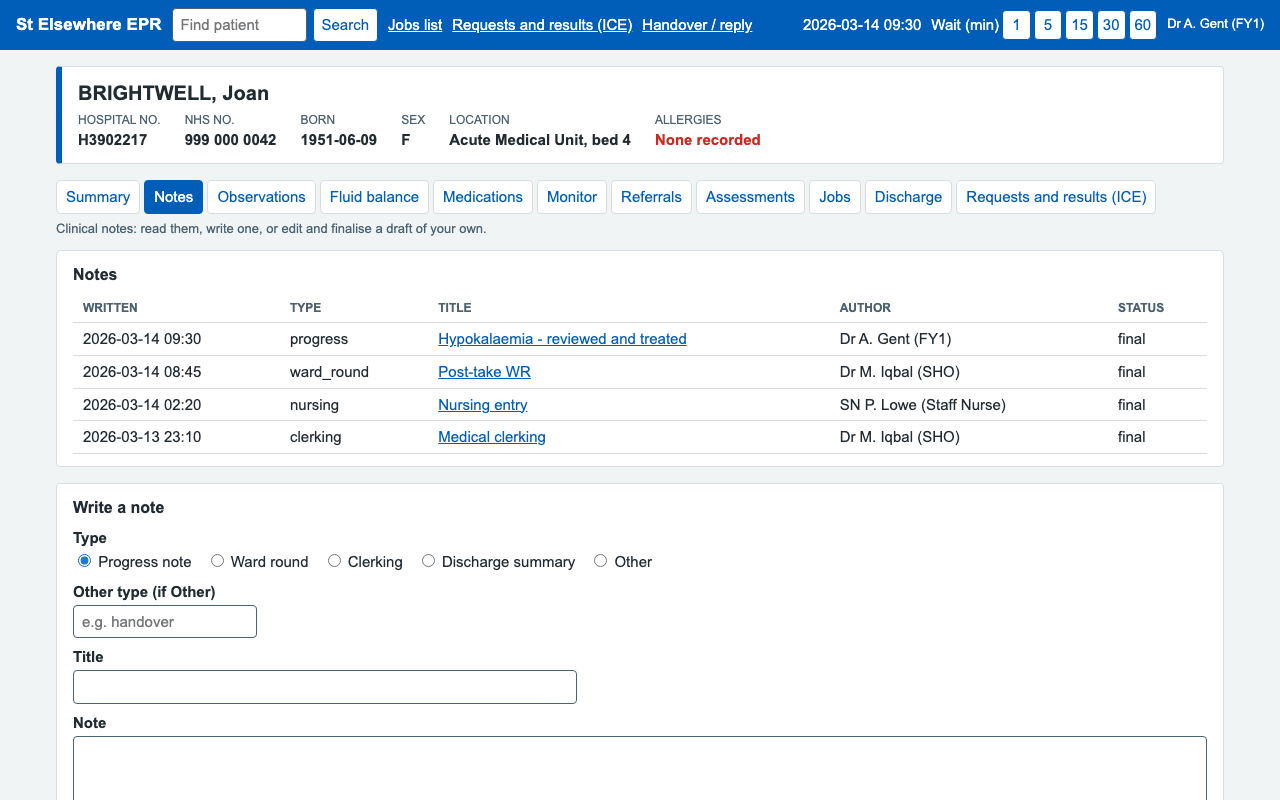 St Elsewhere EPR Find patient Search Jobs list Requests and results (ICE) Handover / reply 2026-03-14 09:30 Wait (min) 1 5 15 30 60 Dr A. Gent (FY1)
BRIGHTWELL, Joan
HOSPITAL NO. NHS NO. BORN SEX LOCATION ALLERGIES
H3902217 999 000 0042 1951-06-09 F Acute Medical Unit, bed 4 None recorded
Summary Notes Observations Fluid balance Medications Monitor Referrals Assessments Jobs Discharge Requests and results (ICE)
Clinical notes: read them, write one, or edit and finalise a draft of your own.
Notes
WRITTEN TYPE TITLE AUTHOR STATUS
2026-03-14 09:30 progress Hypokalaemia - reviewed and treated Dr A. Gent (FY1) final
2026-03-14 08:45 ward_round Post-take WR Dr M. Iqbal (SHO) final
2026-03-14 02:20 nursing Nursing entry SN P. Lowe (Staff Nurse) final
2026-03-13 23:10 clerking Medical clerking Dr M. Iqbal (SHO) final
Write a note
Type
Progress note Ward round Clerking Discharge summary Other
Other type (if Other)
e.g. handover
Title
Note